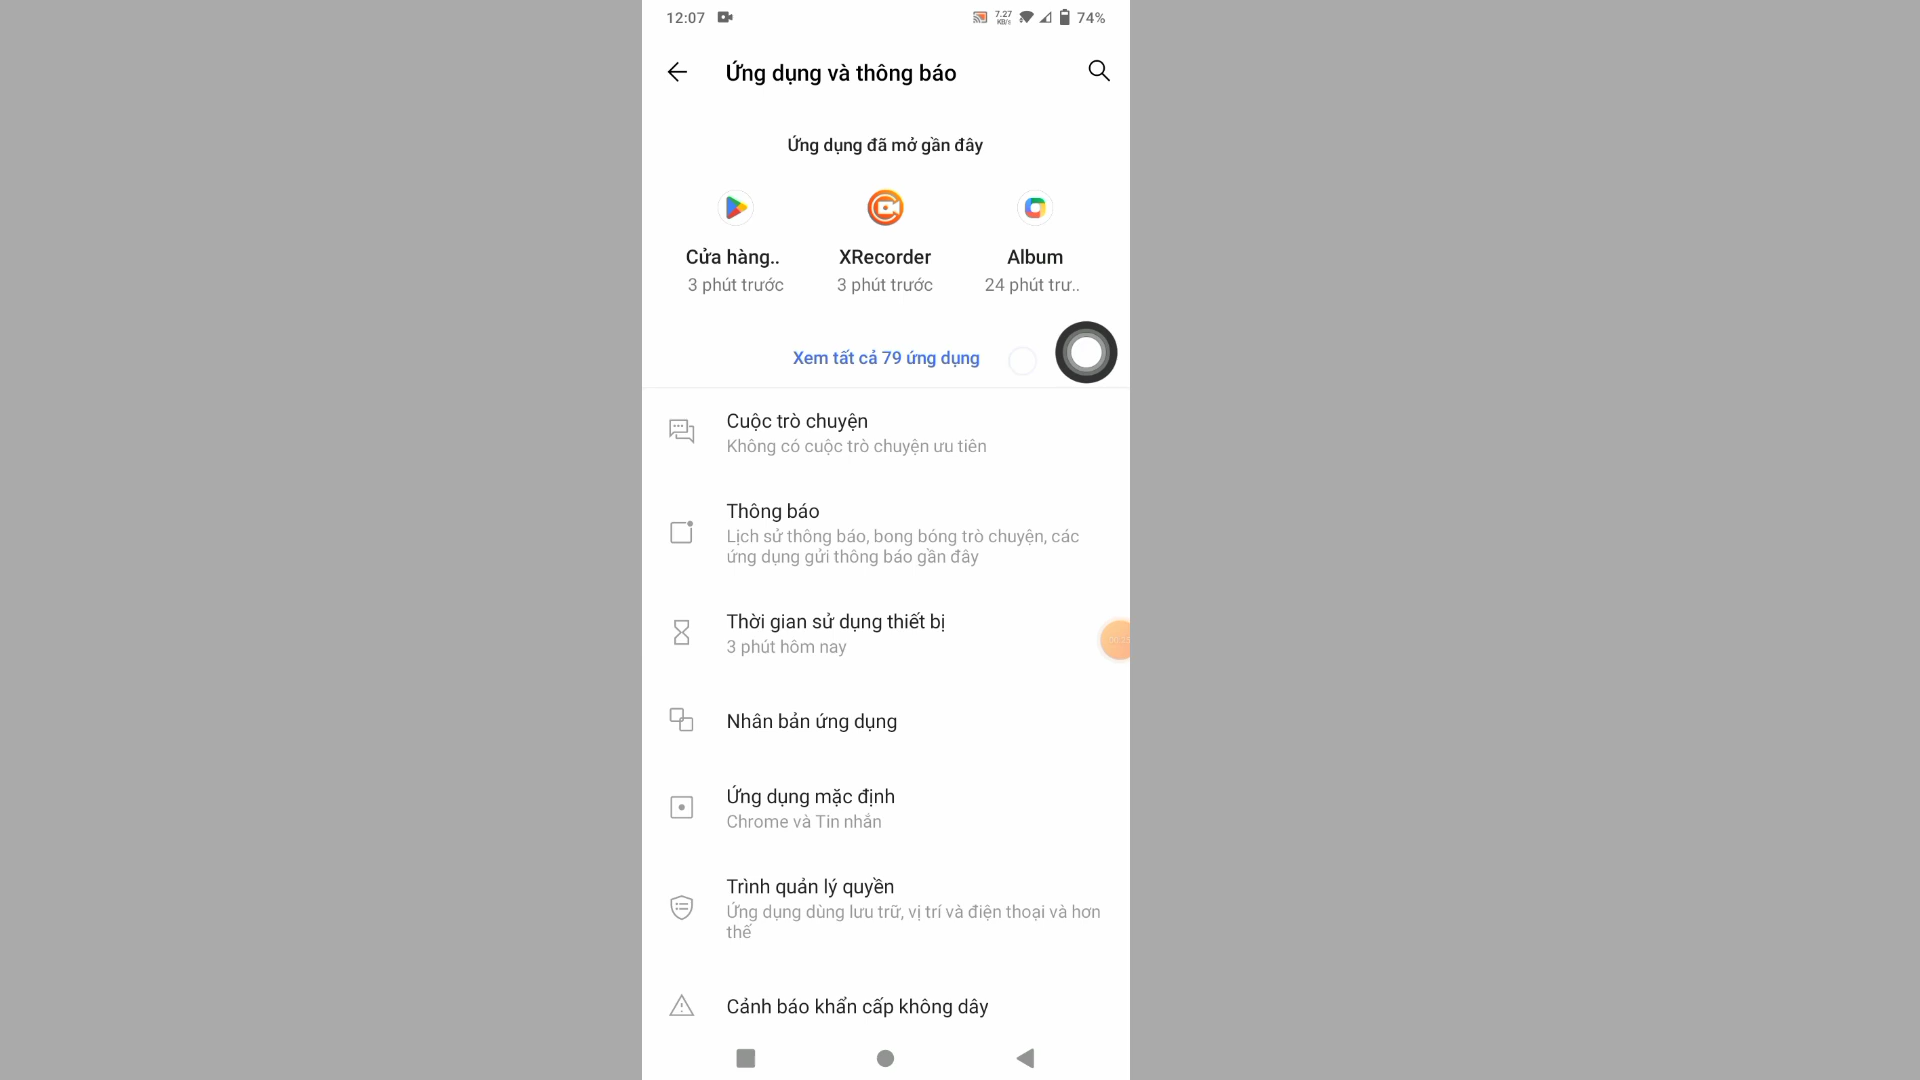 12:07
7.27
KB/s
74%
Ứng dụng và thông báo
Ứng dụng đã mở gần đây
Cửa hàng..
XRecorder
Album
3 phút trước
3 phút trước
24 phút trư..
Xem tất cả 79 ứng dụng
Cuộc trò chuyện
Không có cuộc trò chuyện ưu tiên
Thông báo
Lịch sử thông báo, bong bóng trò chuyện, các
ứng dụng gửi thông báo gần đây
Thời gian sử dụng thiết bị
3 phút hôm nay
Nhân bản ứng dụng
Ứng dụng mặc định
Chrome và Tin nhắn
Trình quản lý quyền
Ứng dụng dùng lưu trữ, vị trí và điện thoại và hơn
thế
Cảnh báo khẩn cấp không dây